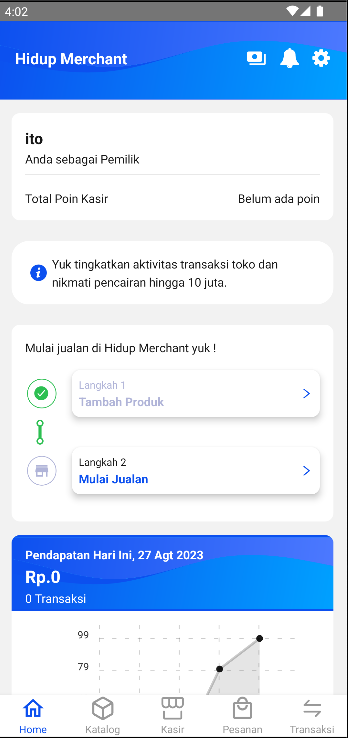 4:02
Hidup Merchant
ito
Anda sebagai Pemilik
Total Poin Kasir Belum ada poin
Yuk tingkatkan aktivitas transaksi toko dan
nikmati pencairan hingga 10 juta.
Mulai jualan di Hidup Merchant yuk !
Langkah 1
Tambah Produk
Langkah 2
Mulai Jualan
Pendapatan Hari Ini, 27 Agt 2023
Rp.0
0 Transaksi
99
79
Home Katalog Kasir Pesanan Transaksi